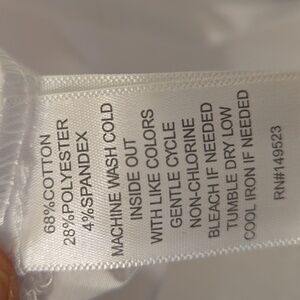 68%COTTON
28%POLYESTER
4%SPANDEX
MACHINE WASH COLD
INSIDE OUT
WITH LIKE COLORS
GENTLE CYCLE
NON-CHLORINE
BLEACH IF NEEDED
TUMBLE DRY LOW
COOL IRON IF NEEDED
RN#149523